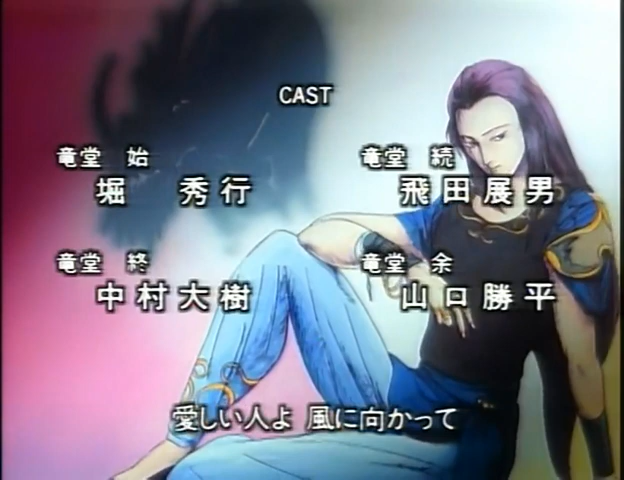 CAST
竜堂 始 竜堂 続
堀 秀行 飛田展男
竜堂 終 竜堂 余
中村大樹 山口勝平
愛しい人よ 風に向かって